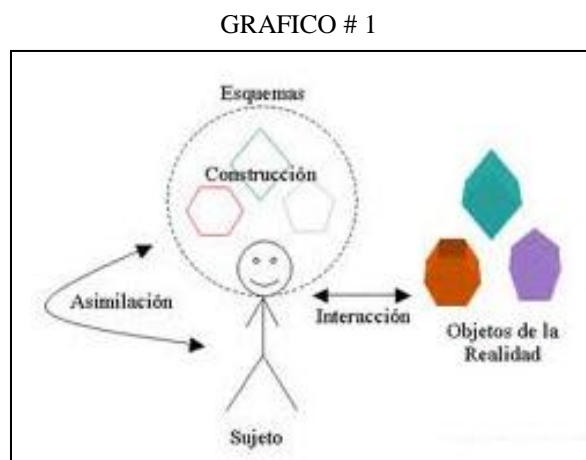 GRAFICO # 1
Esquemas
Construcción
Asimilación
Interacción
Objetos de la
Realidad
Sujeto